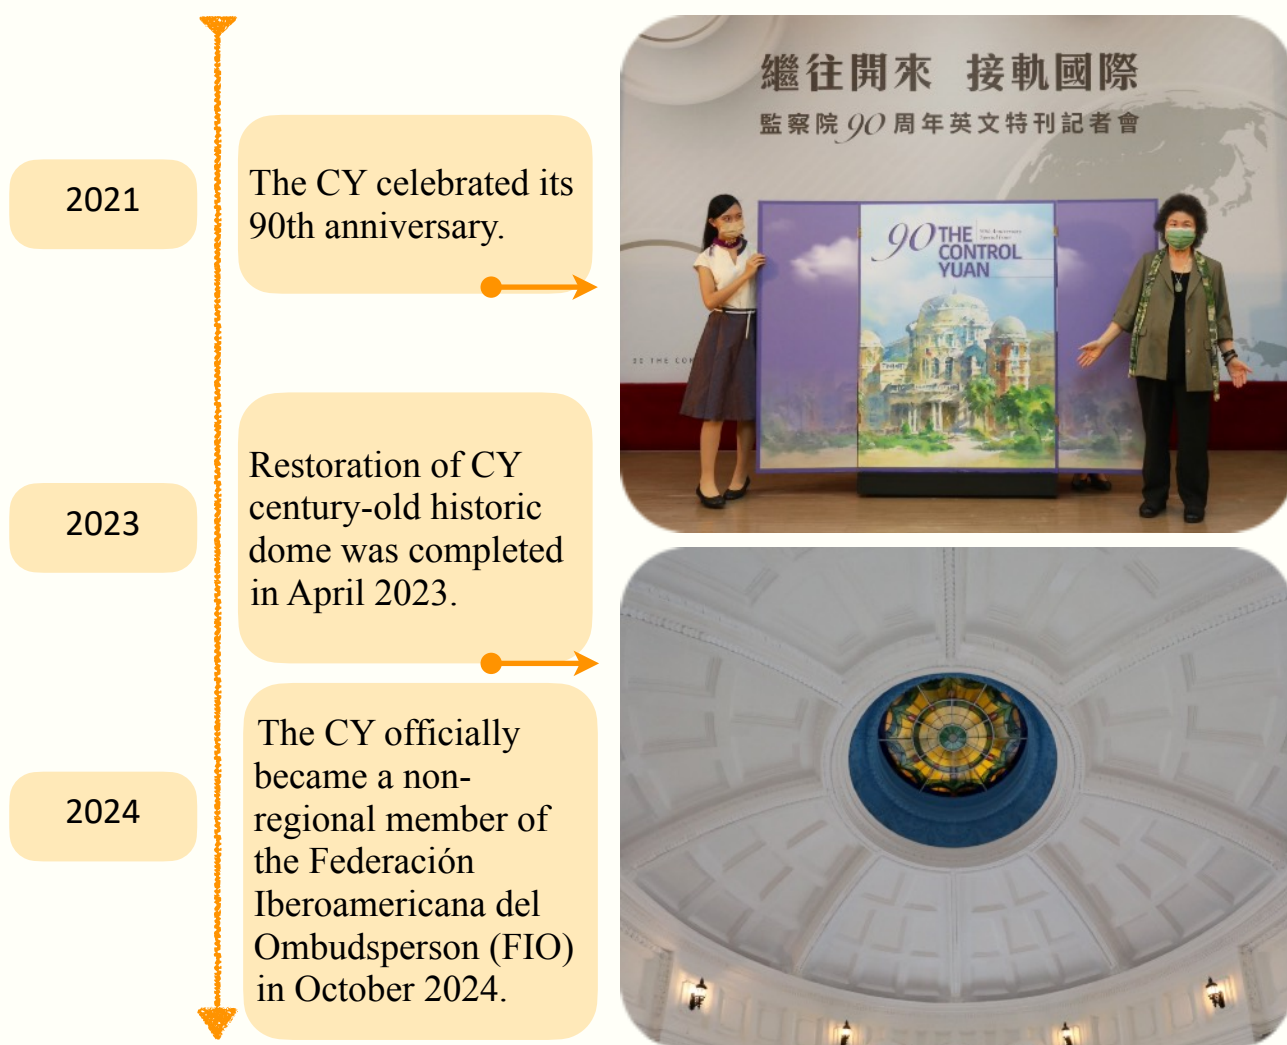 2021
The CY celebrated its
90th anniversary.
2023
Restoration of CY
century-old historic
dome was completed
in April 2023.
2024
The CY officially
became a non-
regional member of
the Federación
Iberoamericana del
Ombudsperson (FIO)
in October 2024.
繼往開來 接軌國際
監察院90周年英文特刊記者會
90 THE
CONTROL
YUAN